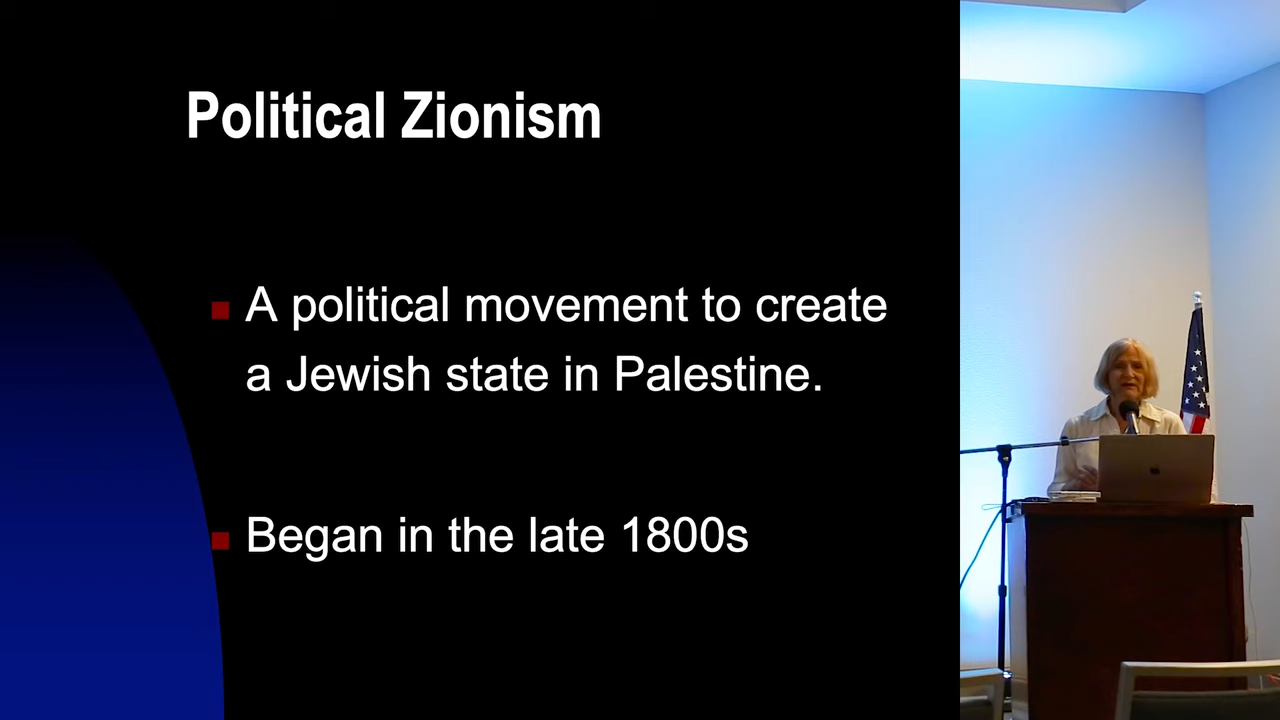 Political Zionism
A political movement to create
a Jewish state in Palestine.
Began in the late 1800s